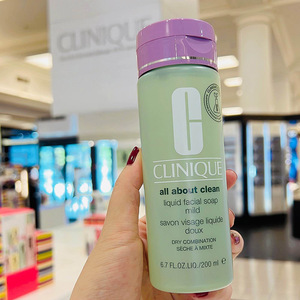 CLINIQUE
C
CLINIQUE
all about clean
liquid facial soap
mild
savon visage liquide
doux
DRY COMBINATION
SÈCHE À MIXTE
6.7 FL.OZ.LIQ./200 ml ℮